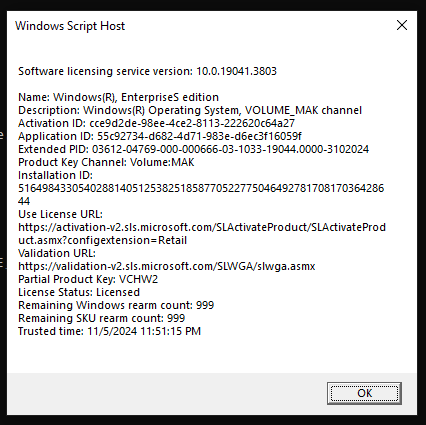 Windows Script Host
Software licensing service version: 10.0.19041.3803
Name: Windows(R), EnterpriseS edition
Description: Windows(R) Operating System, VOLUME_MAK channel
Activation ID: cce9d2de-98ee-4ce2-8113-222620c64a27
Application ID: 55c92734-d682-4d71-983e-d6ec3f16059f
Extended PID: 03612-04769-000-000666-03-1033-19044.0000-3102024
Product Key Channel: Volume:MAK
Installation ID:
5164984330540288140512538251858770522775046492781708170364286
44
Use License URL:
https://activation-v2.sls.microsoft.com/SLActivateProduct/SLActivateProd
uct.asmx?configextension=Retail
Validation URL:
https://validation-v2.sls.microsoft.com/SLWGA/slwga.asmx
Partial Product Key: VCHW2
License Status: Licensed
Remaining Windows rearm count: 999
Remaining SKU rearm count: 999
Trusted time: 11/5/2024 11:51:15 PM
OK